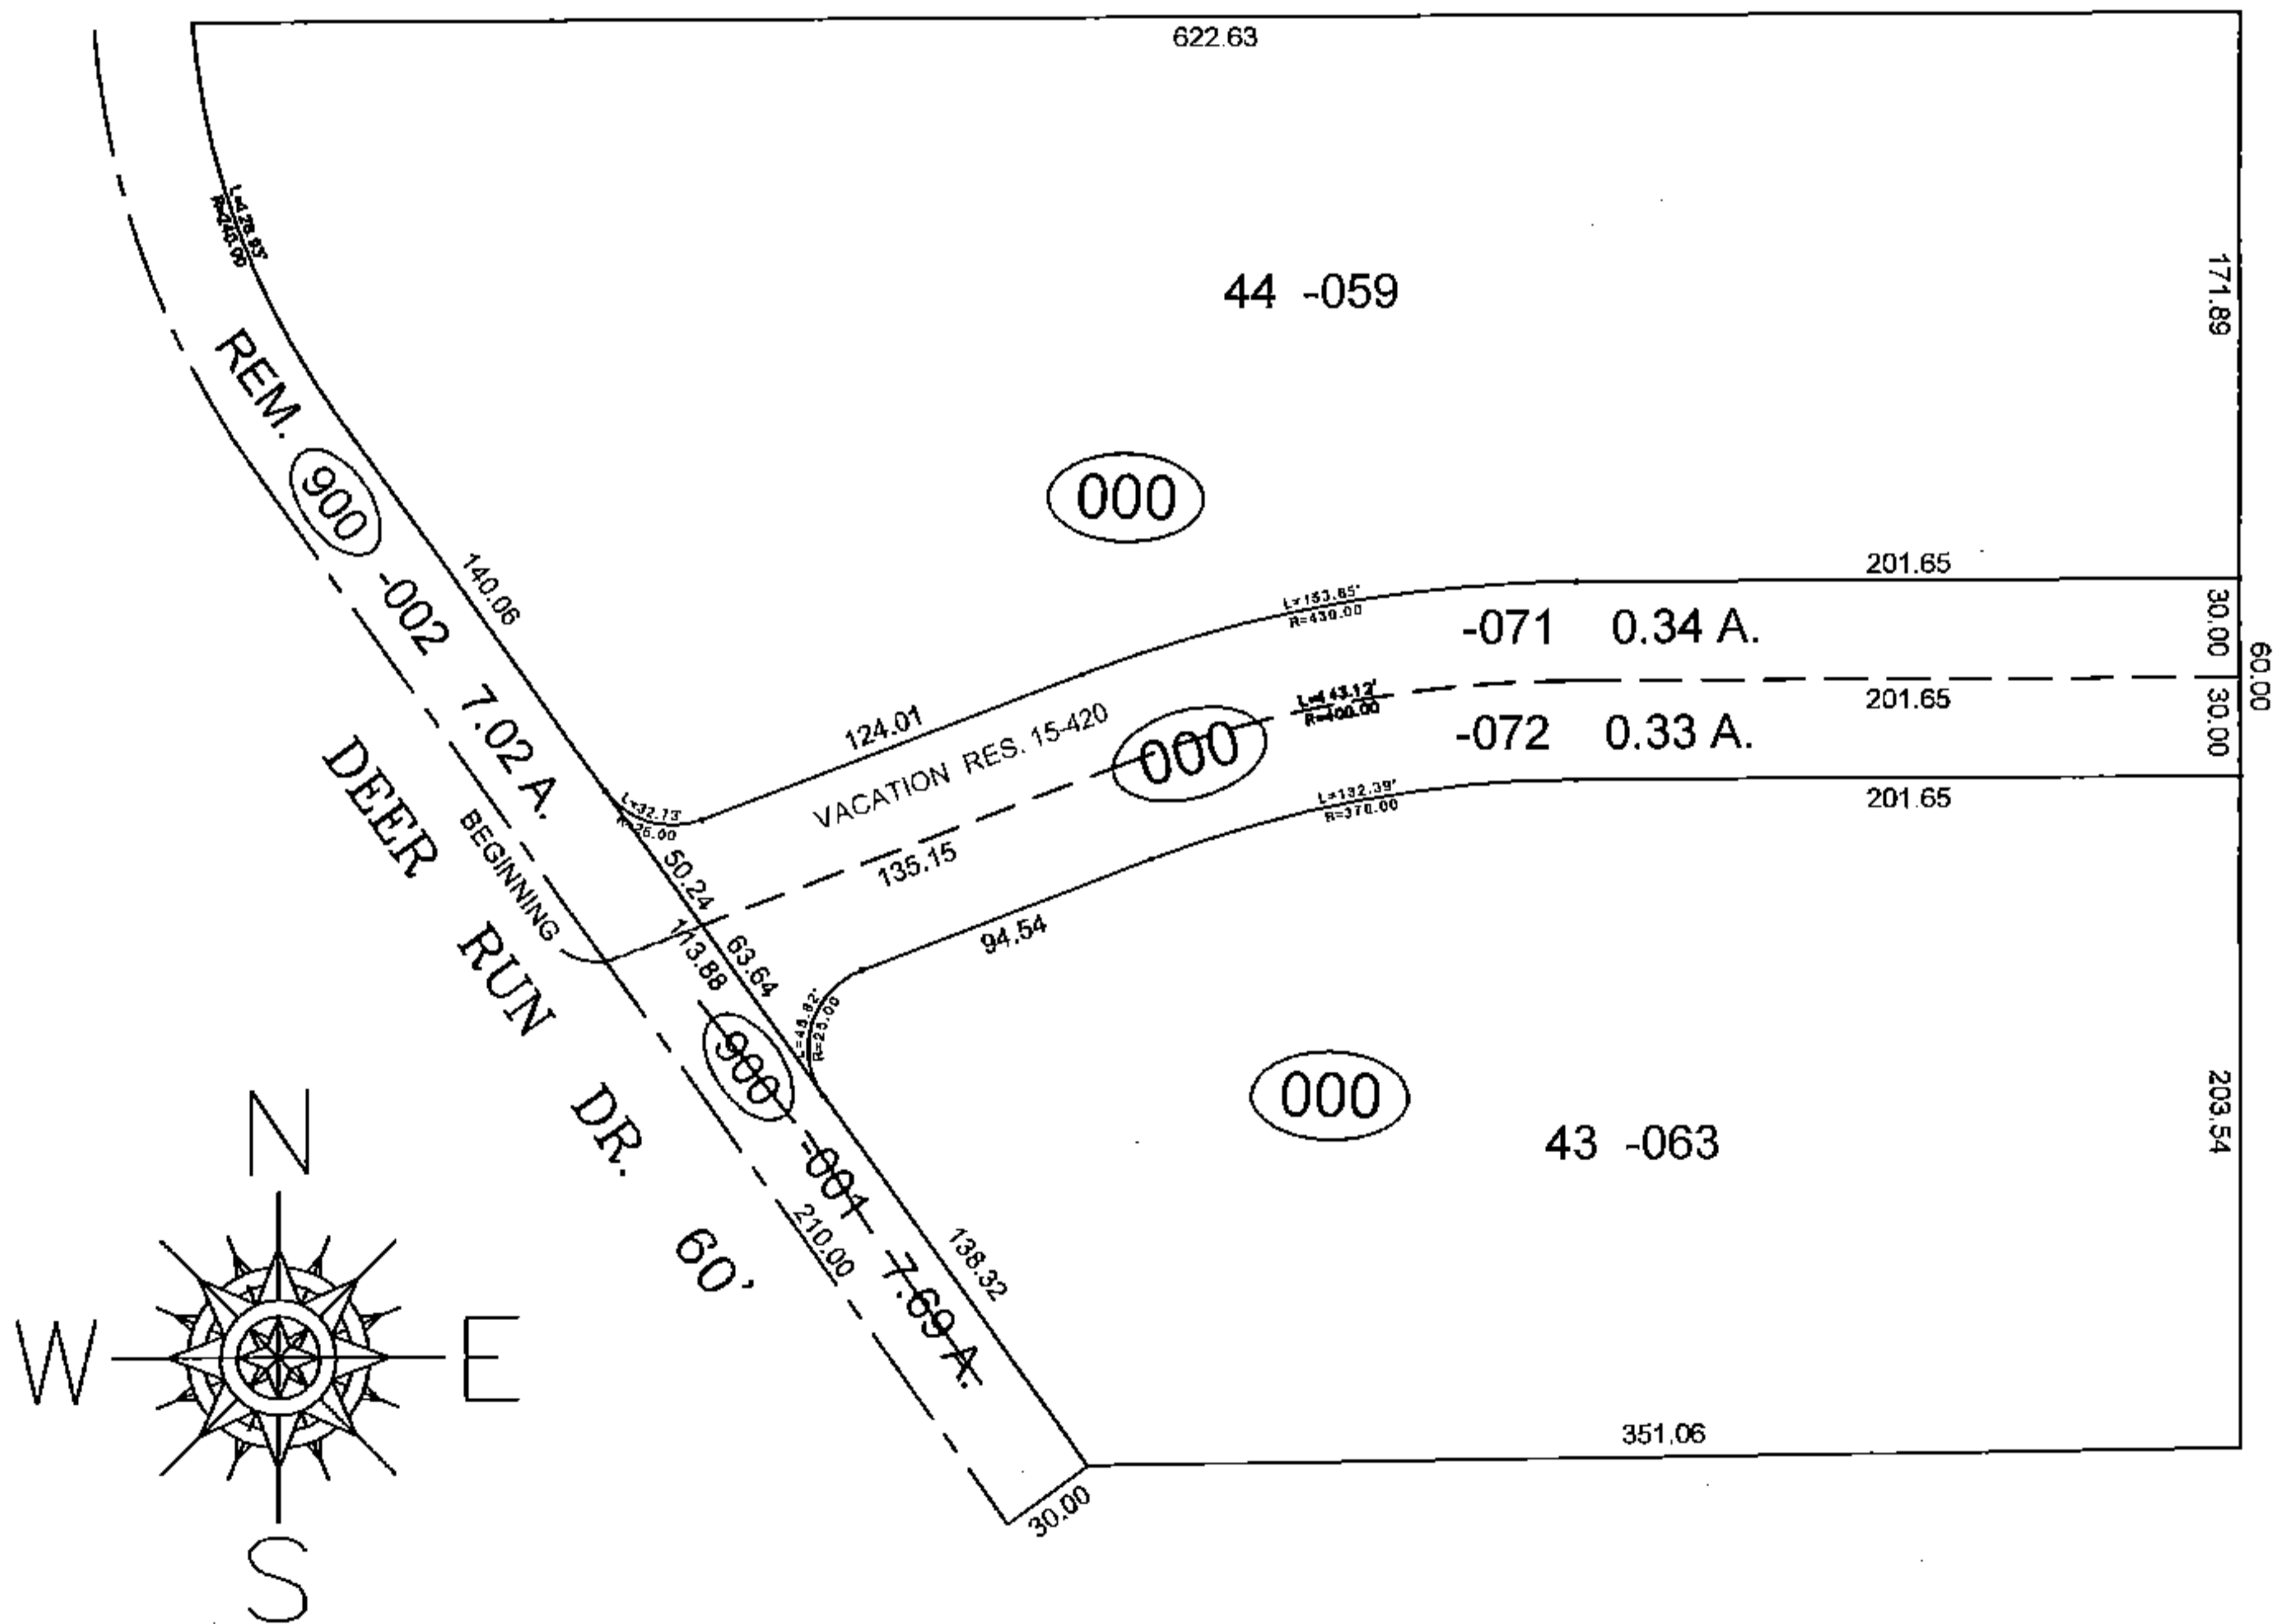 622.63
171.89
44 -059
REM.
900
-002
7.02 A.
140.06
000
201.65
L=153.65'
R=430.00
-071 0.34 A.
30.00
60.00
30.00
201.65
L=143.12'
R=400.00
-072 0.33 A.
124.01
VACATION RES. 15-420
000
L=132.39'
R=370.00
201.65
L=32.73'
R=25.00
DEER RUN DR. 60'
BEGINNING
50.24
135.15
113.88
63.64
94.54
R=25.00
900
-001
7.69 A.
000
43 -063
203.54
210.00
138.32
351.06
30.00
N
W
E
S